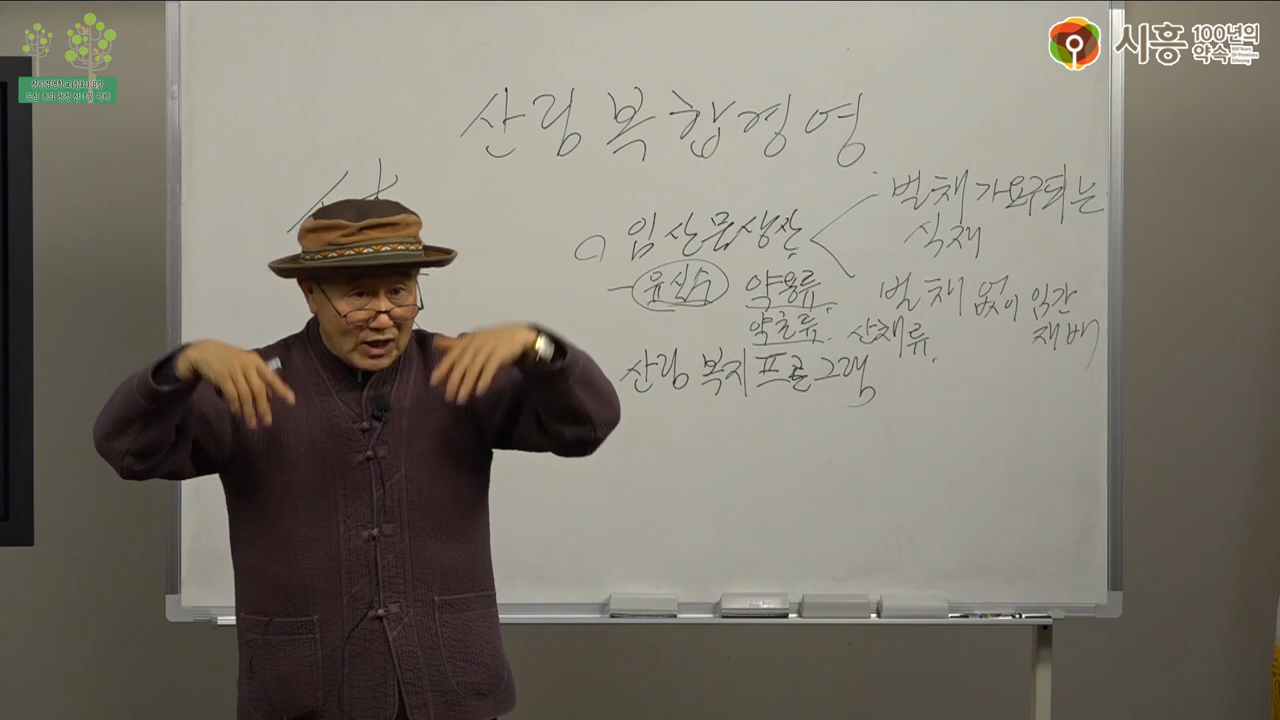 시흥 100년의 약속
산림복합경영
임산물생산
벌채가 요구되는
식재
유실수 약용류.
약초류. 산채류.
벌채 없이 임간
재배
산림 복지 프로그램